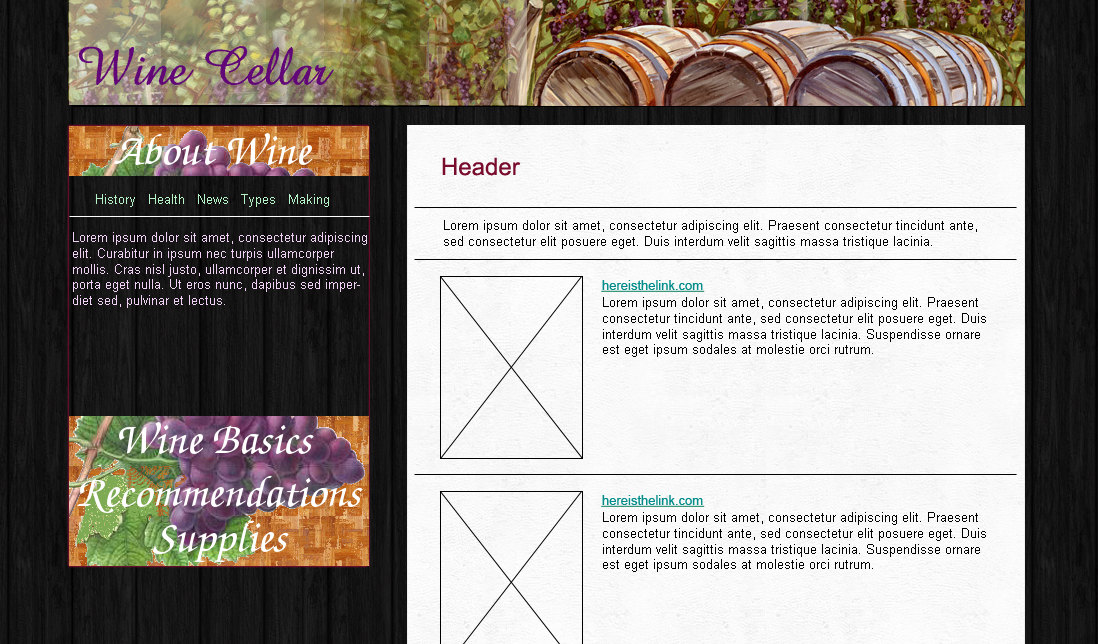 Wine Cellar
About Wine
History Health News Types Making
Lorem ipsum dolor sit amet, consectetur adipiscing
elit. Curabitur in ipsum nec turpis ullamcorper
mollis. Cras nisl justo, ullamcorper et dignissim ut,
porta eget nulla. Ut eros nunc, dapibus sed imper-
diet sed, pulvinar et lectus.
Wine Basics
Recommendations
Supplies
Header
Lorem ipsum dolor sit amet, consectetur adipiscing elit. Praesent consectetur tincidunt ante,
sed consectetur elit posuere eget. Duis interdum velit sagittis massa tristique lacinia.
hereisthelink.com
Lorem ipsum dolor sit amet, consectetur adipiscing elit. Praesent
consectetur tincidunt ante, sed consectetur elit posuere eget. Duis
interdum velit sagittis massa tristique lacinia. Suspendisse ornare
est eget ipsum sodales at molestie orci rutrum.
hereisthelink.com
Lorem ipsum dolor sit amet, consectetur adipiscing elit. Praesent
consectetur tincidunt ante, sed consectetur elit posuere eget. Duis
interdum velit sagittis massa tristique lacinia. Suspendisse ornare
est eget ipsum sodales at molestie orci rutrum.